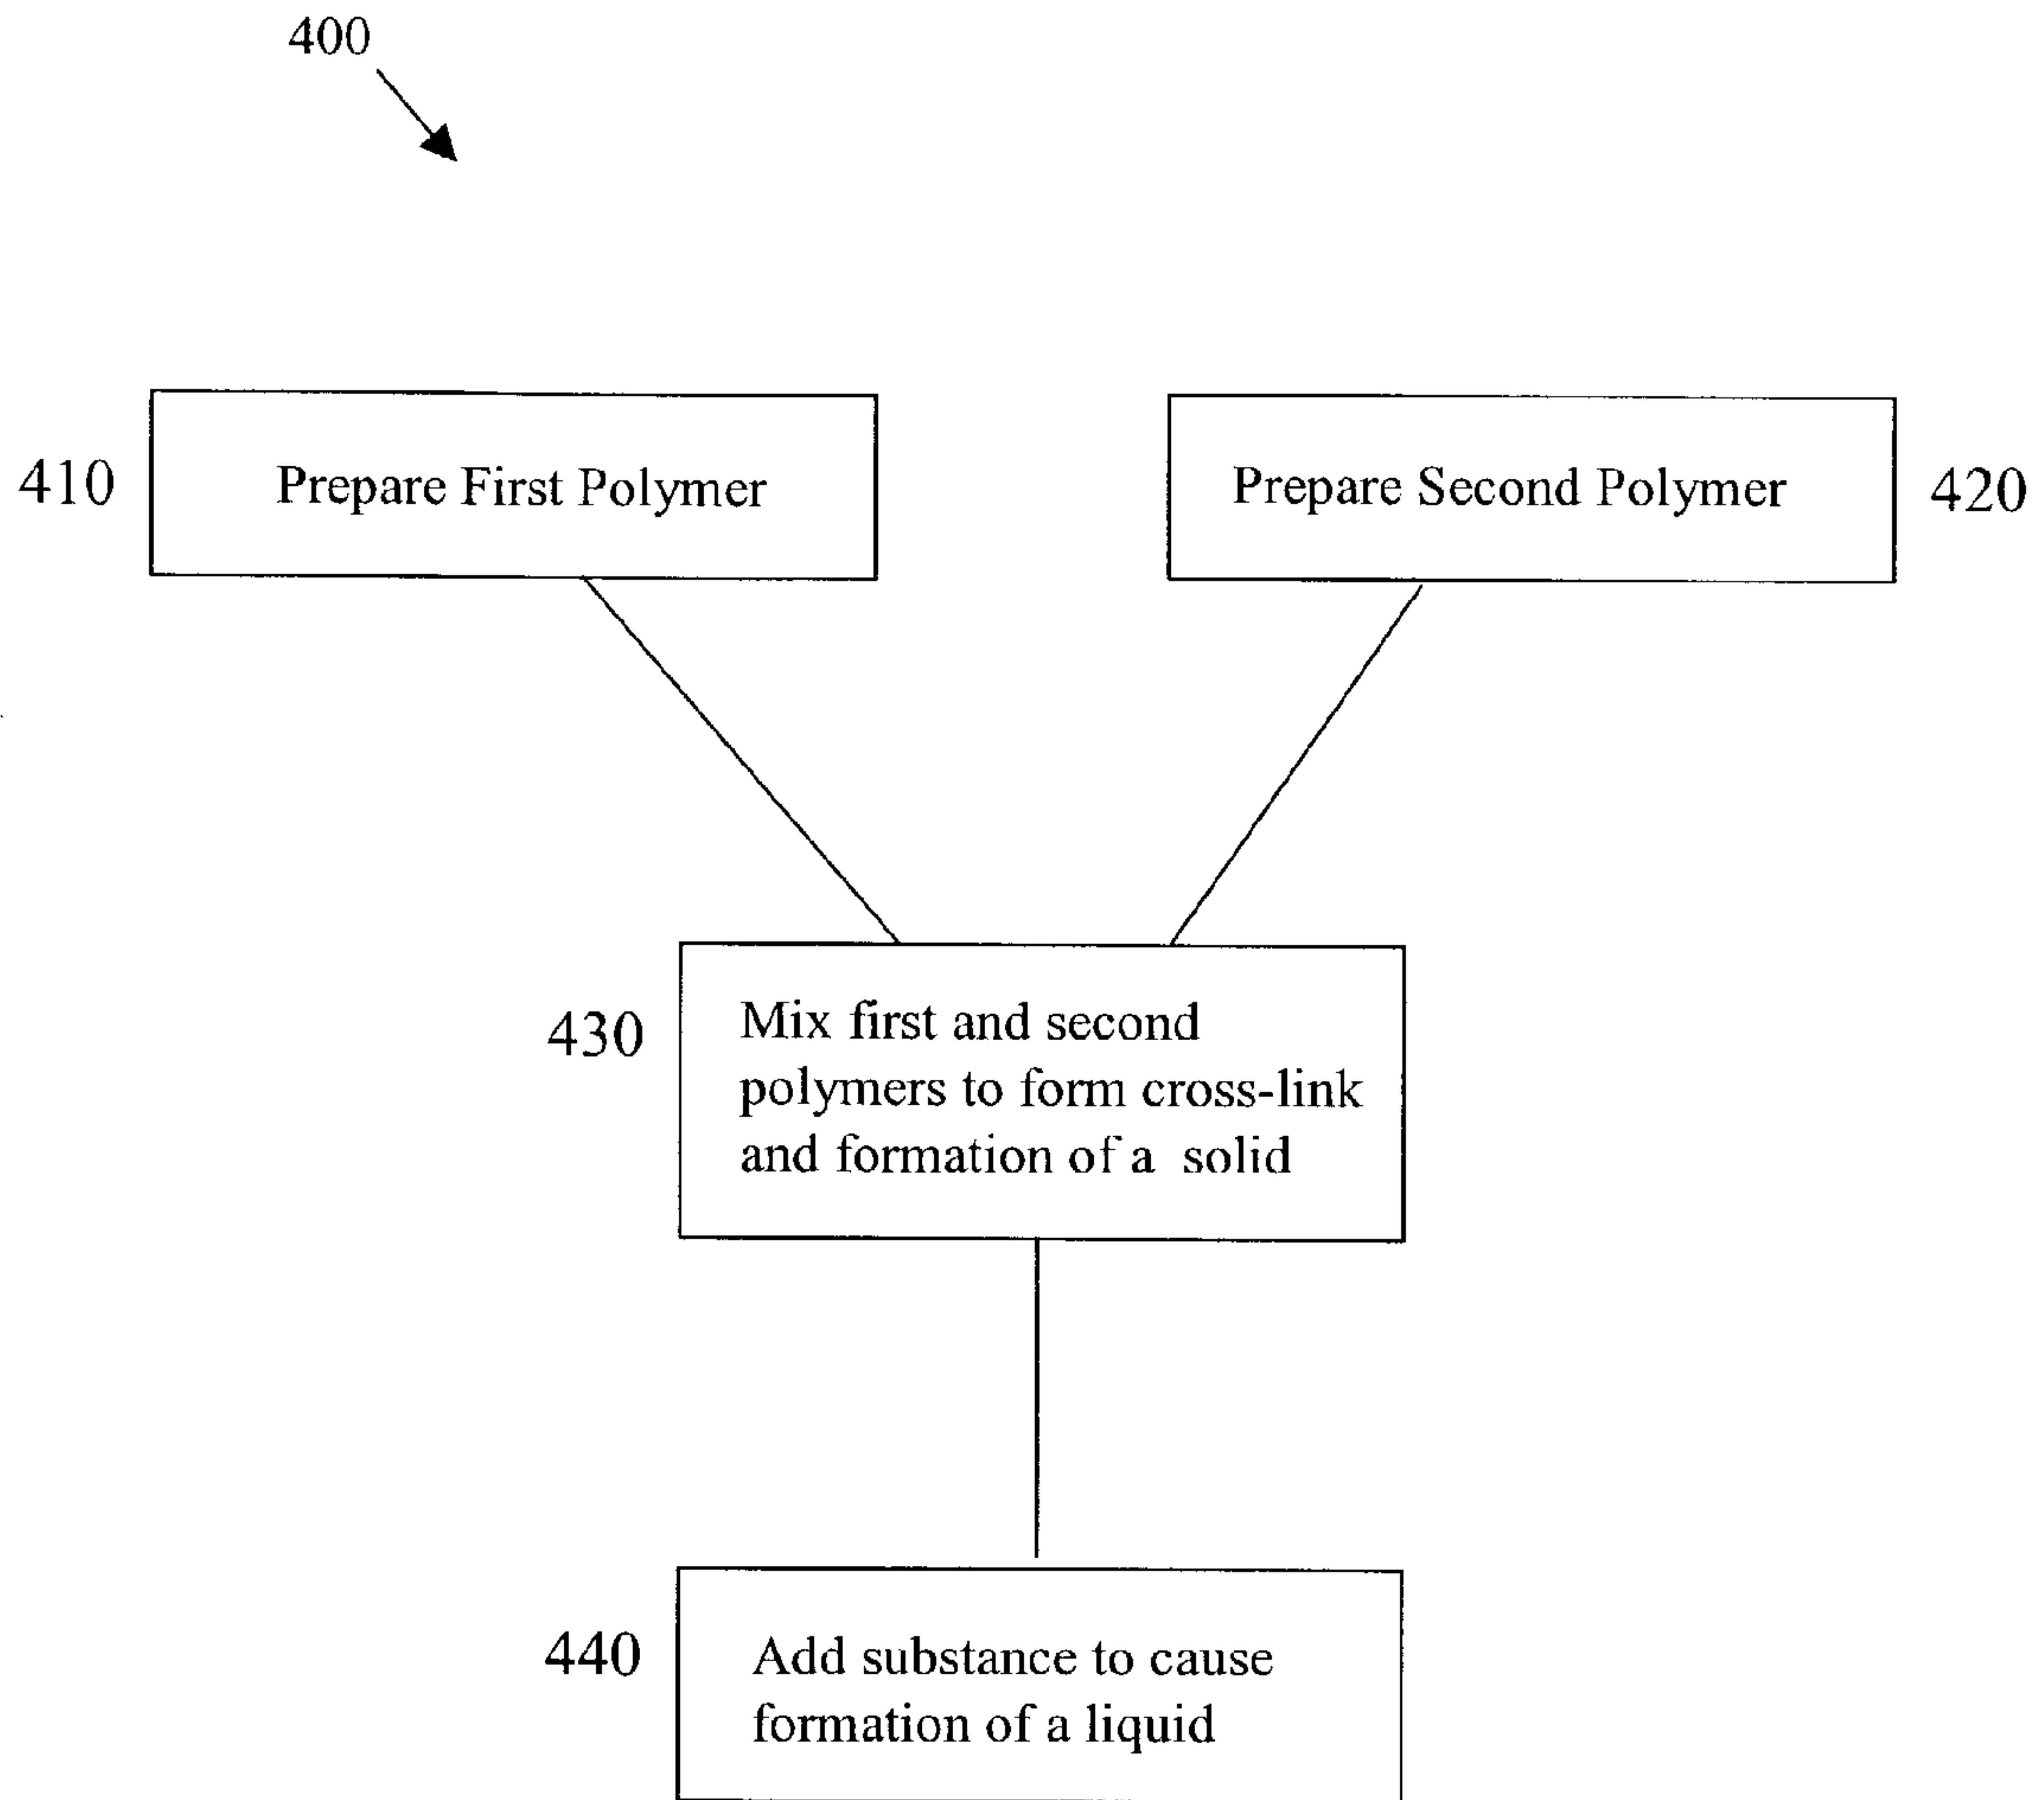 400
410
Prepare First Polymer
Prepare Second Polymer
420
430
Mix first and second
polymers to form cross-link
and formation of a solid
440
Add substance to cause
formation of a liquid